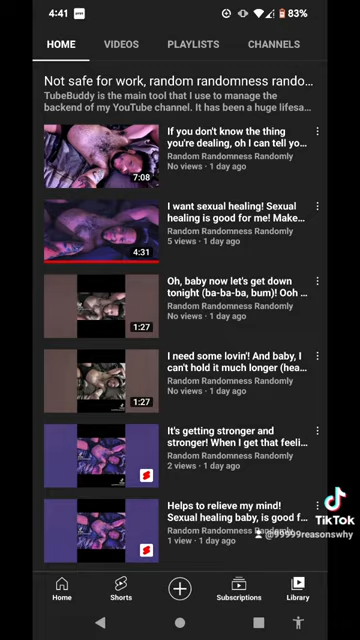 4:41
83%
HOME VIDEOS PLAYLISTS CHANNELS
Not safe for work, random randomness rando...
TubeBuddy is the main tool that I use to manage the
backend of my YouTube channel. It has been a huge lifesa...
If you don't know the thing
you're dealing, oh I can tell yo...
Random Randomness Randomly
No views · 1 day ago
7:08
I want sexual healing! Sexual
healing is good for me! Make...
Random Randomness Randomly
5 views · 1 day ago
4:31
Oh, baby now let's get down
tonight (ba-ba-ba, bum)! Ooh ...
Random Randomness Randomly
No views · 1 day ago
1:27
I need some lovin'! And baby, I
can't hold it much longer (hea...
Random Randomness Randomly
No views · 1 day ago
1:27
It's getting stronger and
stronger! When I get that feeli...
Random Randomness Randomly
2 views · 1 day ago
Helps to relieve my mind!
Sexual healing baby, is good f...
Random Randomness Randomly
1 view · 1 day ago
TikTok
@99999reasonswhy
Home Shorts Subscriptions Library